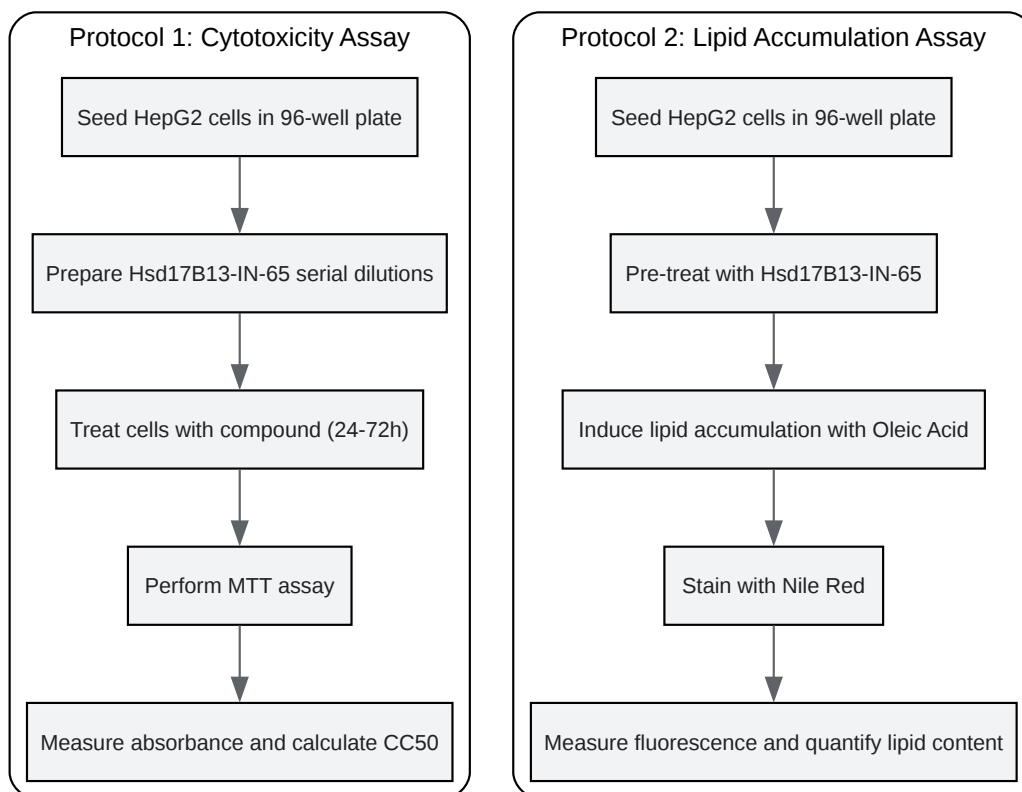 Protocol 1: Cytotoxicity Assay
Seed HepG2 cells in 96-well plate
Prepare Hsd17B13-IN-65 serial dilutions
Treat cells with compound (24-72h)
Perform MTT assay
Measure absorbance and calculate CC50
Protocol 2: Lipid Accumulation Assay
Seed HepG2 cells in 96-well plate
Pre-treat with Hsd17B13-IN-65
Induce lipid accumulation with Oleic Acid
Stain with Nile Red
Measure fluorescence and quantify lipid content